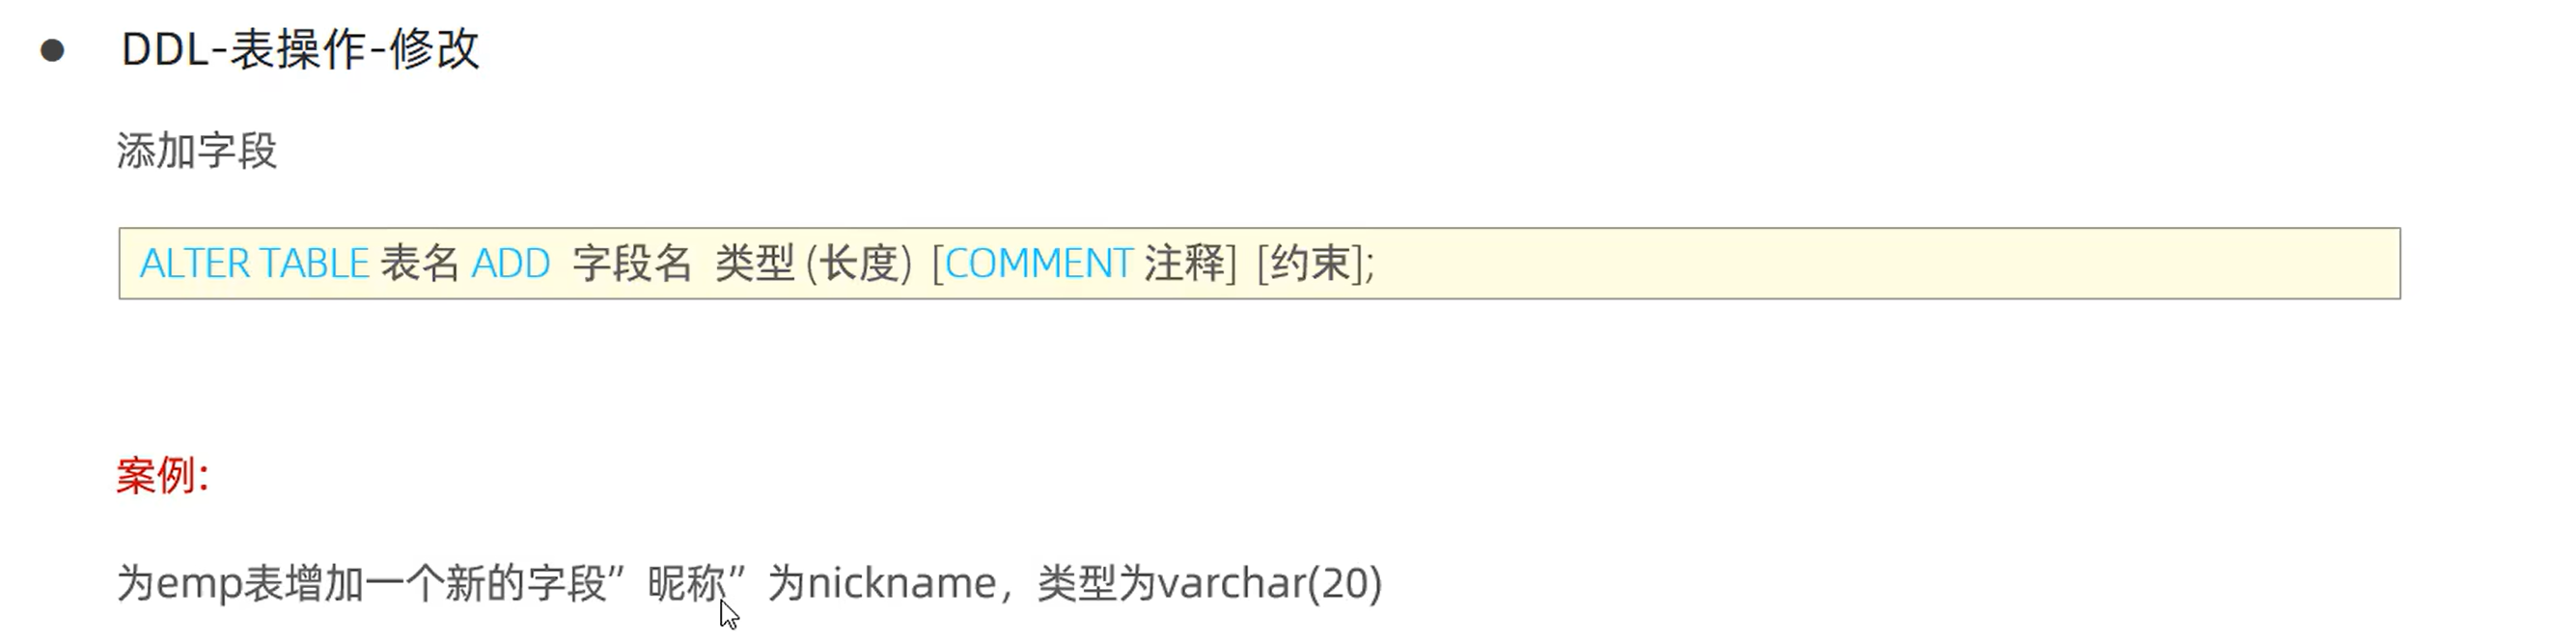 ● DDL-表操作-修改
添加字段
ALTER TABLE 表名 ADD 字段名 类型 (长度) [COMMENT 注释] [约束];
案例:
为emp表增加一个新的字段”昵称”为nickname，类型为varchar(20)